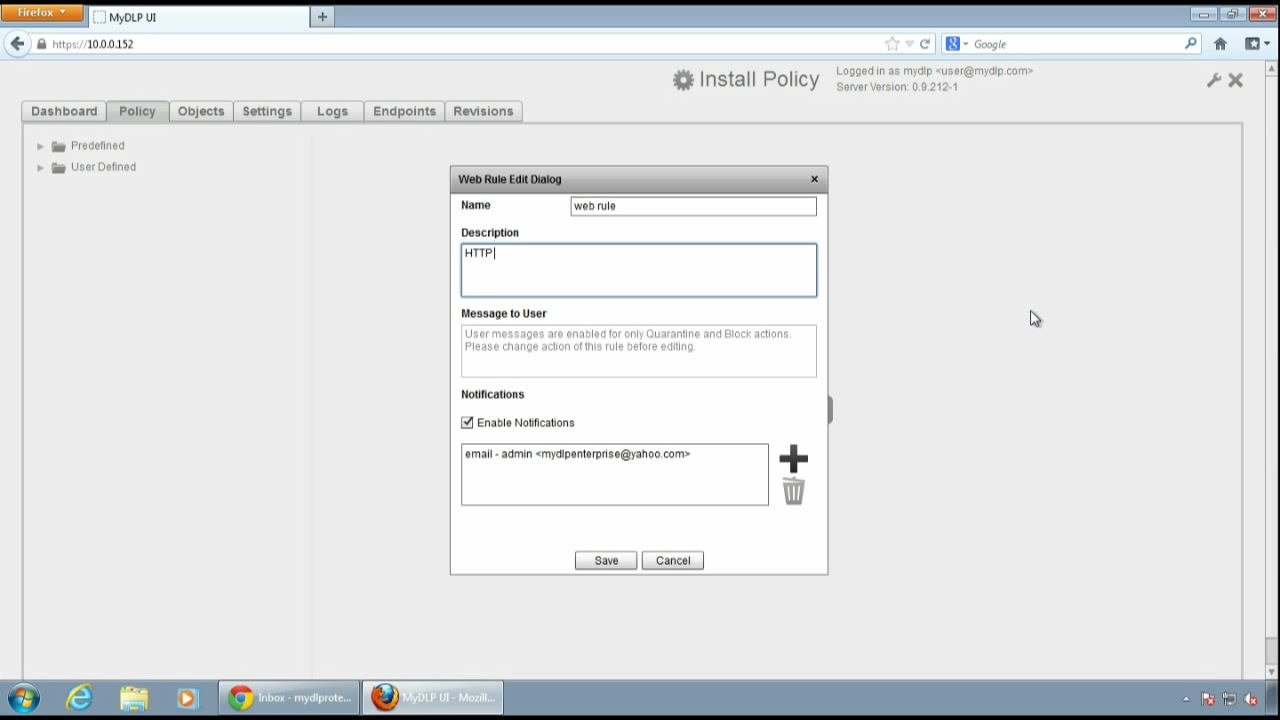 Firefox
MyDLP UI
https://10.0.0.152
Google
Install Policy
Logged in as mydlp <user@mydlp.com>
Server Version: 0.9.212-1
Dashboard
Policy
Objects
Settings
Logs
Endpoints
Revisions
Predefined
User Defined
Web Rule Edit Dialog
Name
web rule
Description
HTTP
Message to User
User messages are enabled for only Quarantine and Block actions.
Please change action of this rule before editing.
Notifications
Enable Notifications
email - admin <mydlpenterprise@yahoo.com>
Save
Cancel
Inbox - mydlprote...
MyDLP UI - Mozill...